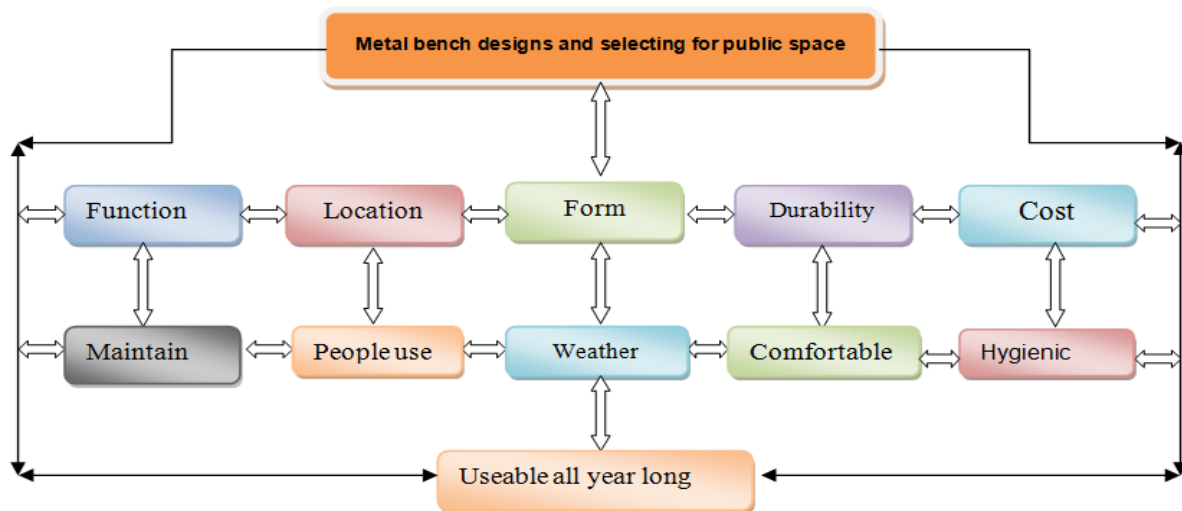 Metal bench designs and selecting for public space
Function
Location
Form
Durability
Cost
Maintain
People use
Weather
Comfortable
Hygienic
Useable all year long